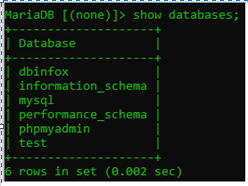 MariaDB [(none)]> show databases;
+--------------------+
| Database           |
+--------------------+
| dbinfox            |
| information_schema |
| mysql              |
| performance_schema |
| phpmyadmin         |
| test               |
+--------------------+
6 rows in set (0.002 sec)